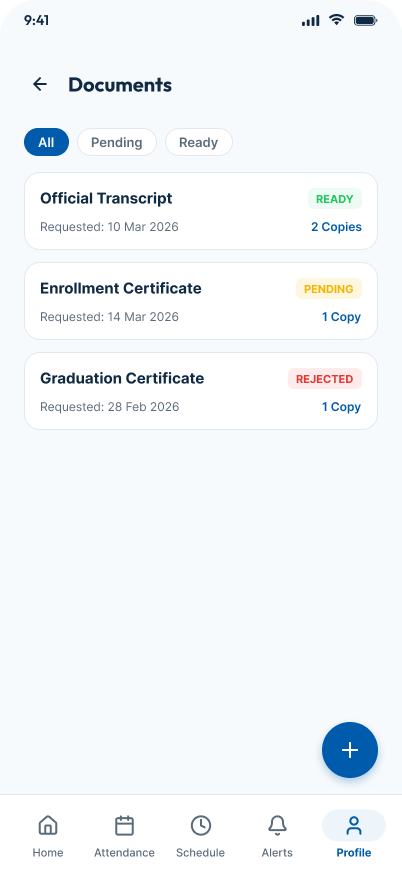 9:41
Documents
All
Pending
Ready
Official Transcript
READY
Requested: 10 Mar 2026
2 Copies
Enrollment Certificate
PENDING
Requested: 14 Mar 2026
1 Copy
Graduation Certificate
REJECTED
Requested: 28 Feb 2026
1 Copy
Home
Attendance
Schedule
Alerts
Profile